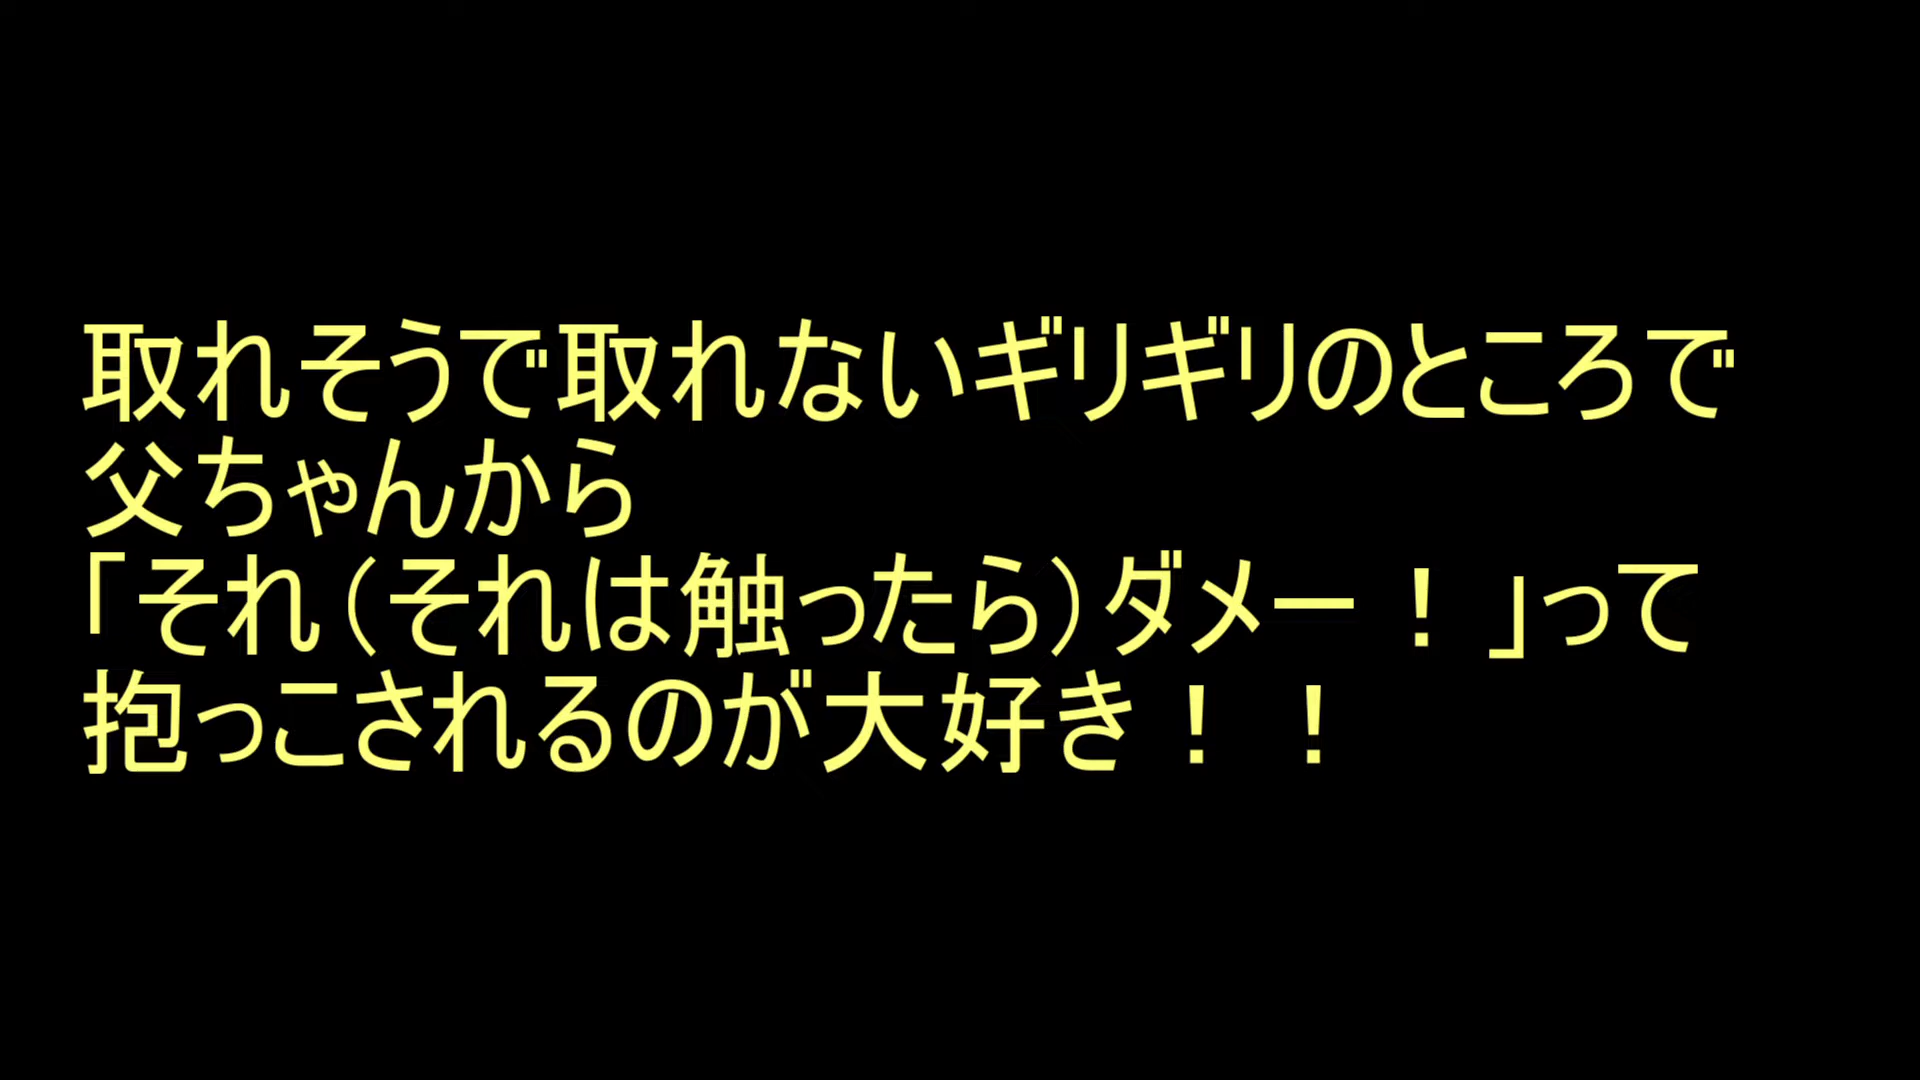 取れそうで取れないギリギリのところで
父ちゃんから
「それ（それは触ったら）ダメー！」って
抱っこされるのが大好き！！